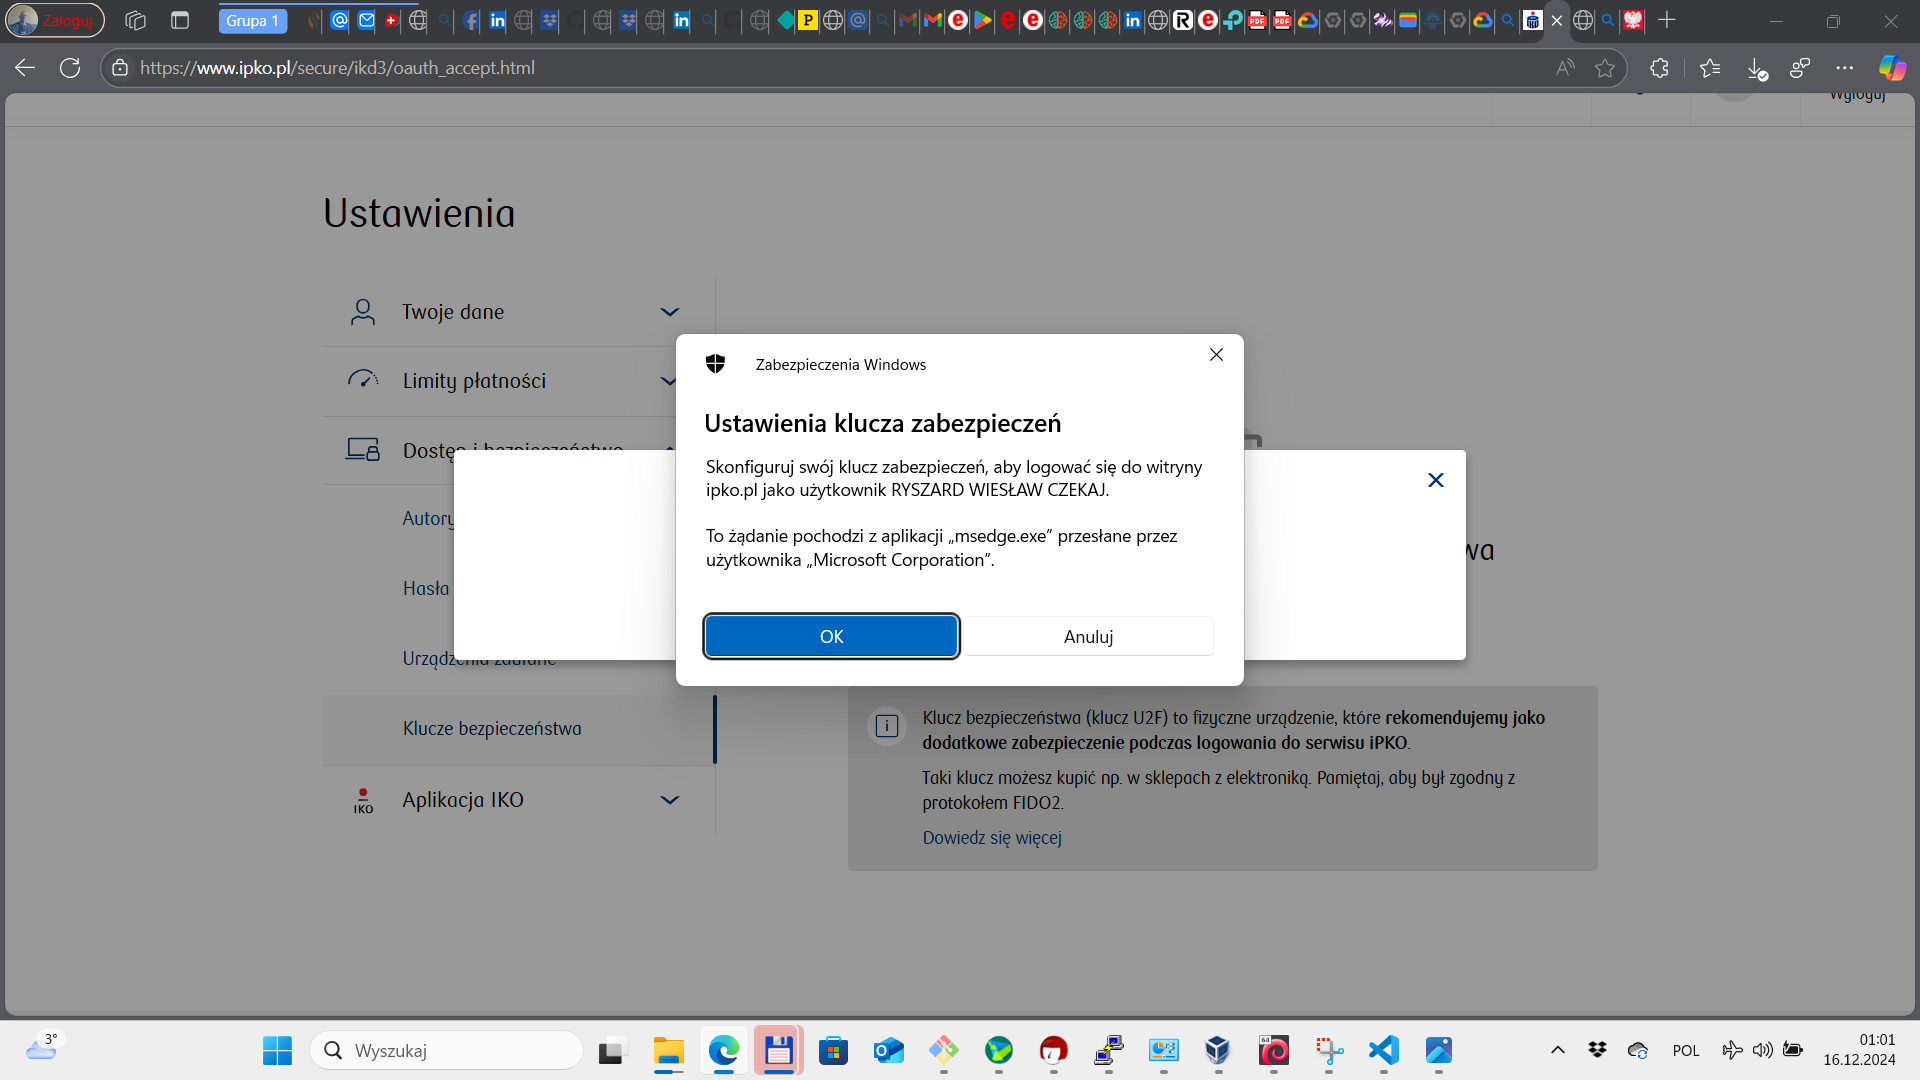 Zaloguj
Grupa 1
https://www.ipko.pl/secure/ikd3/oauth_accept.html
Wyloguj
Ustawienia
Twoje dane
Limity płatności
Dostęp i bezpieczeństwo
Hasła
Urządzenia zaufane
Klucze bezpieczeństwa
Aplikacja IKO
IKO
Zabezpieczenia Windows
Ustawienia klucza zabezpieczeń
Skonfiguruj swój klucz zabezpieczeń, aby logować się do witryny
ipko.pl jako użytkownik RYSZARD WIESŁAW CZEKAJ.
To żądanie pochodzi z aplikacji „msedge.exe” przesłane przez
użytkownika „Microsoft Corporation”.
OK
Anuluj
Klucz bezpieczeństwa (klucz U2F) to fizyczne urządzenie, które rekomendujemy jako
dodatkowe zabezpieczenie podczas logowania do serwisu iPKO.
Taki klucz możesz kupić np. w sklepach z elektroniką. Pamiętaj, aby był zgodny z
protokołem FIDO2.
Dowiedz się więcej
3°
Wyszukaj
64
POL
01:01
16.12.2024